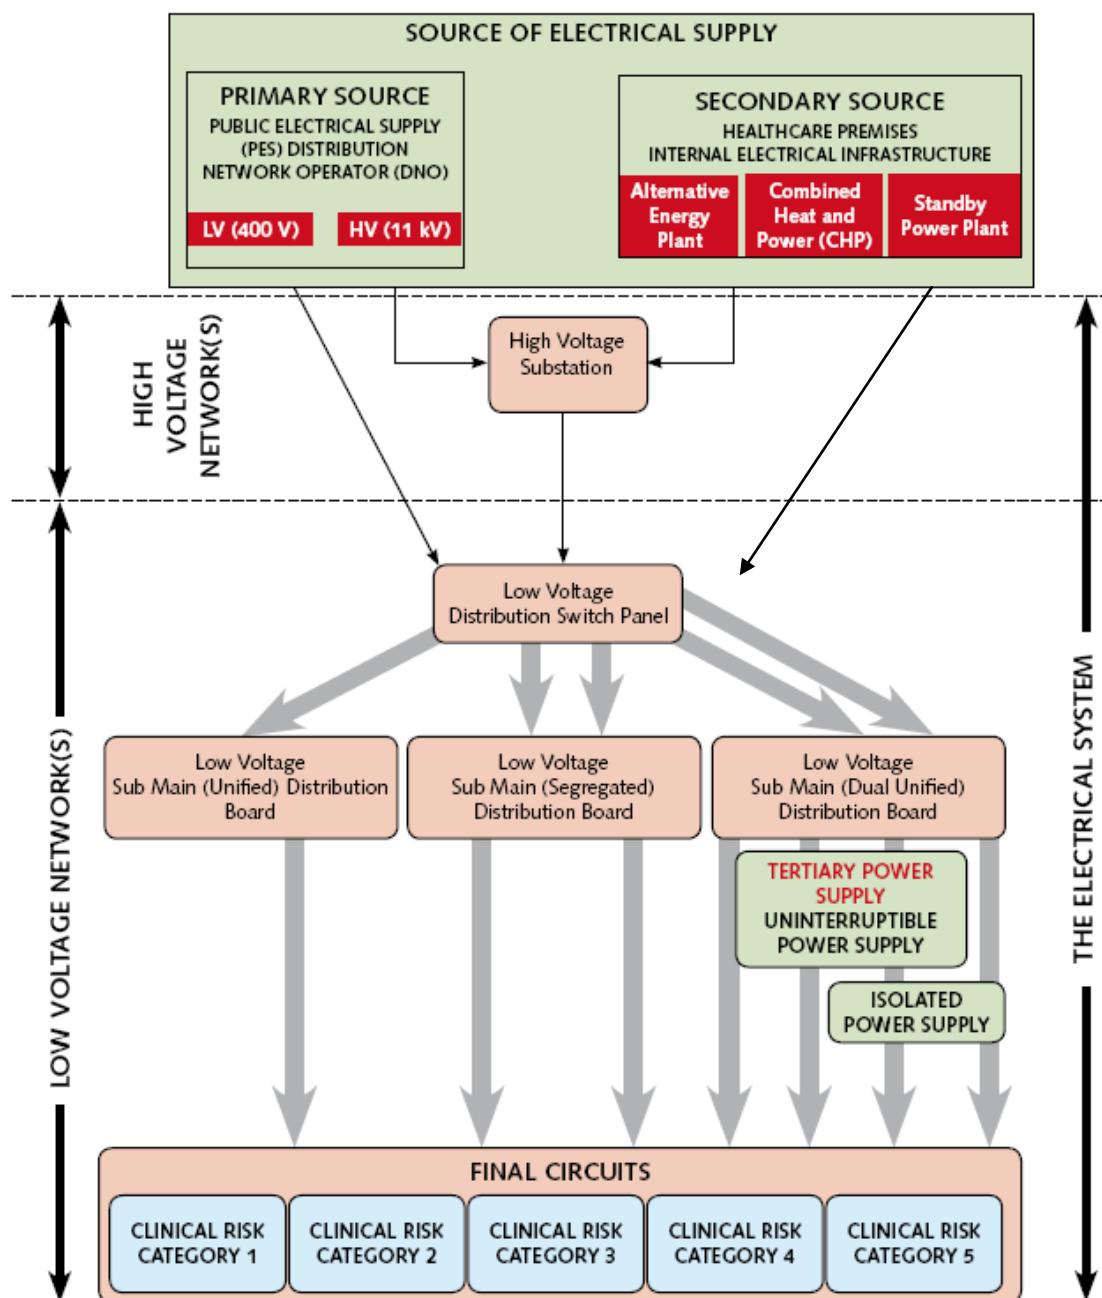 SOURCE OF ELECTRICAL SUPPLY
PRIMARY SOURCE
PUBLIC ELECTRICAL SUPPLY
(PES) DISTRIBUTION
NETWORK OPERATOR (DNO)
LV (400 V)
HV (11 kV)
SECONDARY SOURCE
HEALTHCARE PREMISES
INTERNAL ELECTRICAL INFRASTRUCTURE
Alternative
Energy
Plant
Combined
Heat and
Power (CHP)
Standby
Power Plant
HIGH
VOLTAGE
NETWORK(S)
High Voltage
Substation
Low Voltage
Distribution Switch Panel
LOW VOLTAGE NETWORK(S)
THE ELECTRICAL SYSTEM
Low Voltage
Sub Main (Unified) Distribution
Board
Low Voltage
Sub Main (Segregated)
Distribution Board
Low Voltage
Sub Main (Dual Unified)
Distribution Board
TERTIARY POWER
SUPPLY
UNINTERRUPTIBLE
POWER SUPPLY
ISOLATED
POWER SUPPLY
FINAL CIRCUITS
CLINICAL RISK
CATEGORY 1
CLINICAL RISK
CATEGORY 2
CLINICAL RISK
CATEGORY 3
CLINICAL RISK
CATEGORY 4
CLINICAL RISK
CATEGORY 5